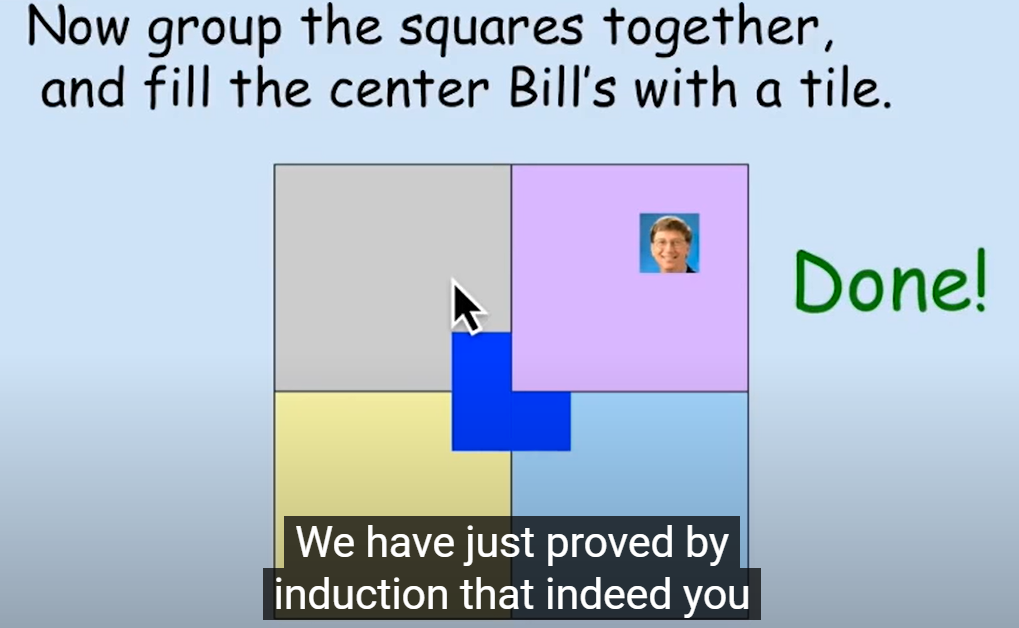 Now group the squares together,
and fill the center Bill's with a tile.
Done!
We have just proved by
induction that indeed you